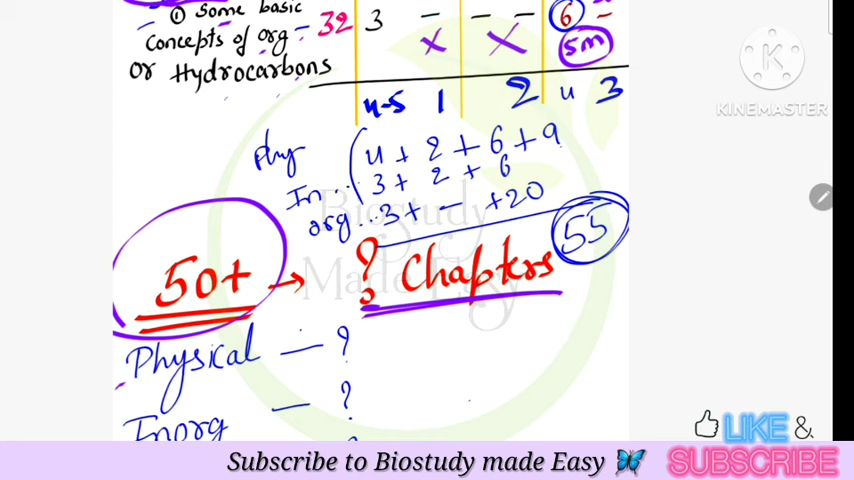 ① Some basic
concepts of org - 32 3 — — — 6 —
OR Hydrocarbons x x 5m
4-5 1 2 4 3
KINEMASTER
Phy (4 + 2 + 6 + 9
In... 3 + 2 + 6
org...3 + — +20
55
50+ → ? Chapters
Biostudy
Made Easy
Physical — ?
Inorg — ?
LIKE &
Subscribe to Biostudy made Easy 🦋 SUBSCRIBE